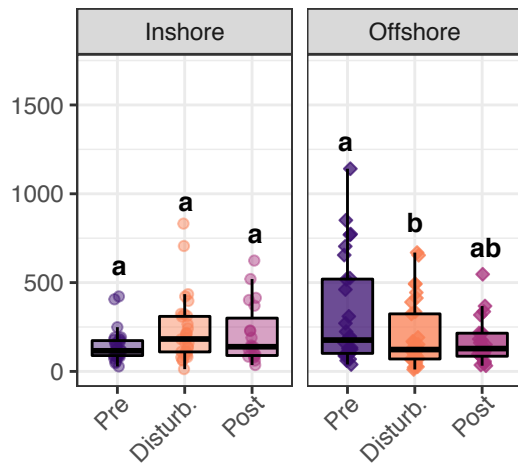 Inshore Offshore
1500
1000
500
0
a a a
a b ab
Pre Disturb. Post Pre Disturb. Post